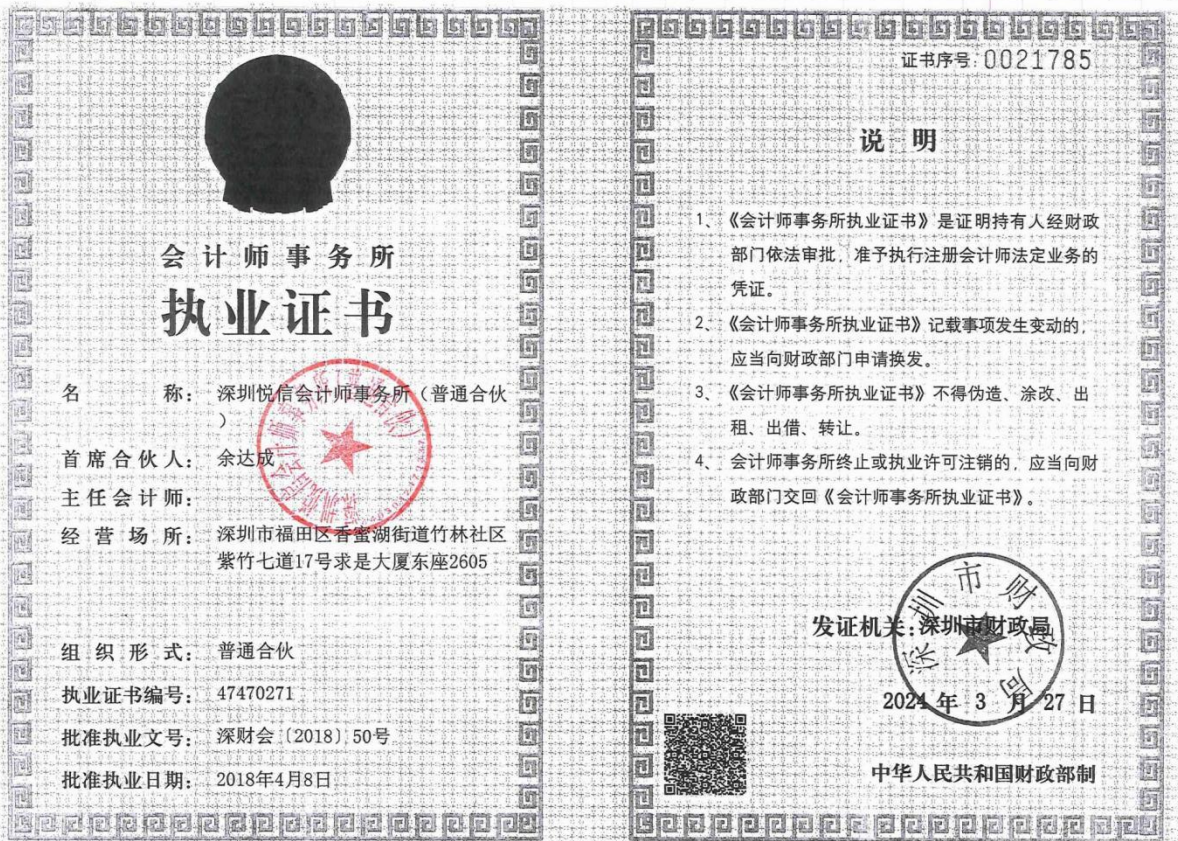 会计师事务所
执业证书
名称：深圳悦信会计师事务所（普通合伙
）
首席合伙人：余达成
主任会计师：
经营场所：深圳市福田区香蜜湖街道竹林社区
紫竹七道17号求是大厦东座2605
组织形式：普通合伙
执业证书编号：47470271
批准执业文号：深财会〔2018〕50号
批准执业日期：2018年4月8日
证书序号：0021785
说明
1、《会计师事务所执业证书》是证明持有人经财政
部门依法审批，准予执行注册会计师法定业务的
凭证。
2、《会计师事务所执业证书》记载事项发生变动的，
应当向财政部门申请换发。
3、《会计师事务所执业证书》不得伪造、涂改、出
租、出借、转让。
4、会计师事务所终止或执业许可注销的，应当向财
政部门交回《会计师事务所执业证书》。
发证机关：深圳市财政局
深圳市财政局
2024年3月27日
中华人民共和国财政部制